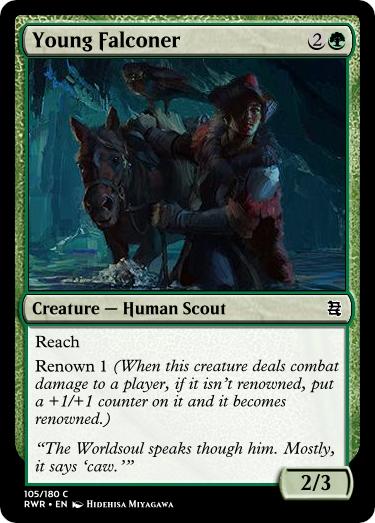 Young Falconer 2
Creature — Human Scout
Reach
Renown 1 (When this creature deals combat
damage to a player, if it isn't renowned, put
a +1/+1 counter on it and it becomes
renowned.)
"The Worldsoul speaks though him. Mostly,
it says 'caw.'"
2/3
105/180 C
RWR • EN Hidehisa Miyagawa